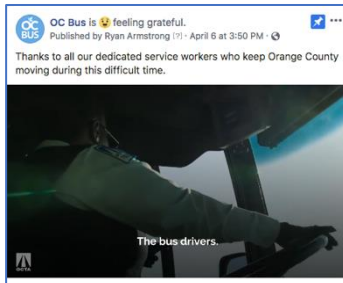 OC BUS
OC Bus is 😢 feeling grateful.
Published by Ryan Armstrong [?] · April 6 at 3:50 PM ·
Thanks to all our dedicated service workers who keep Orange County
moving during this difficult time.
The bus drivers.
OCTA